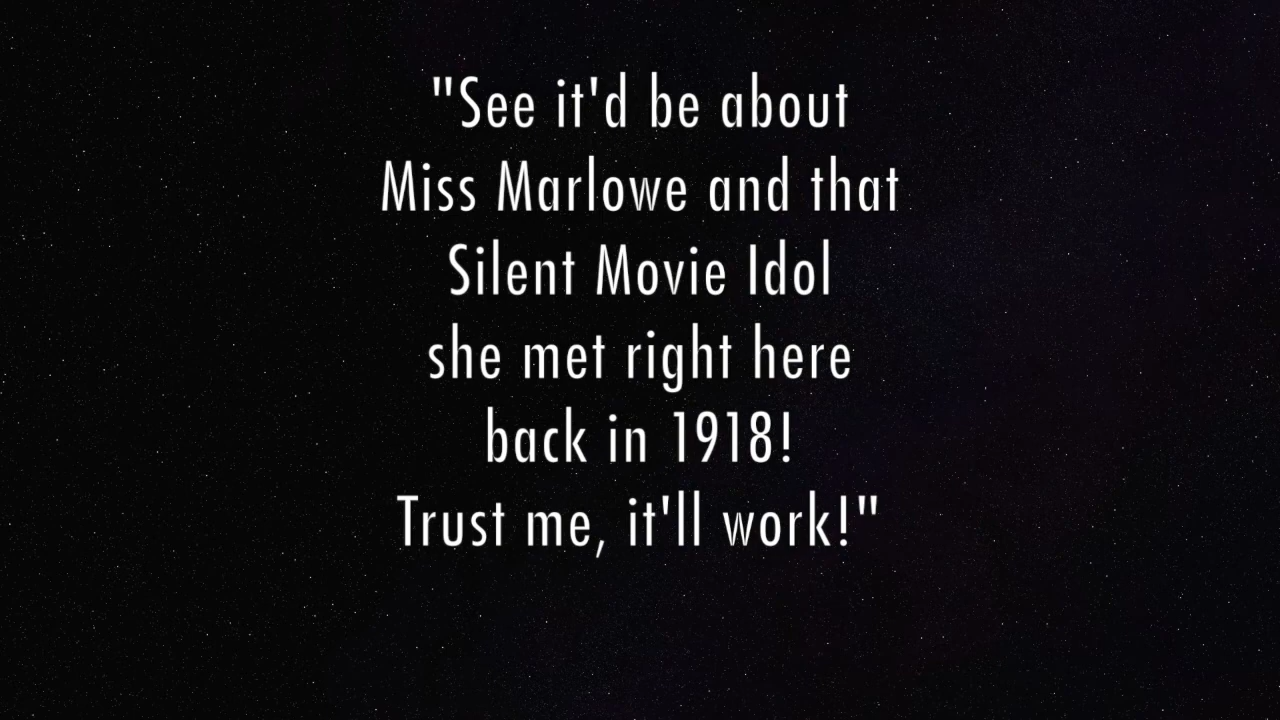 "See it'd be about
Miss Marlowe and that
Silent Movie Idol
she met right here
back in 1918!
Trust me, it'll work!"